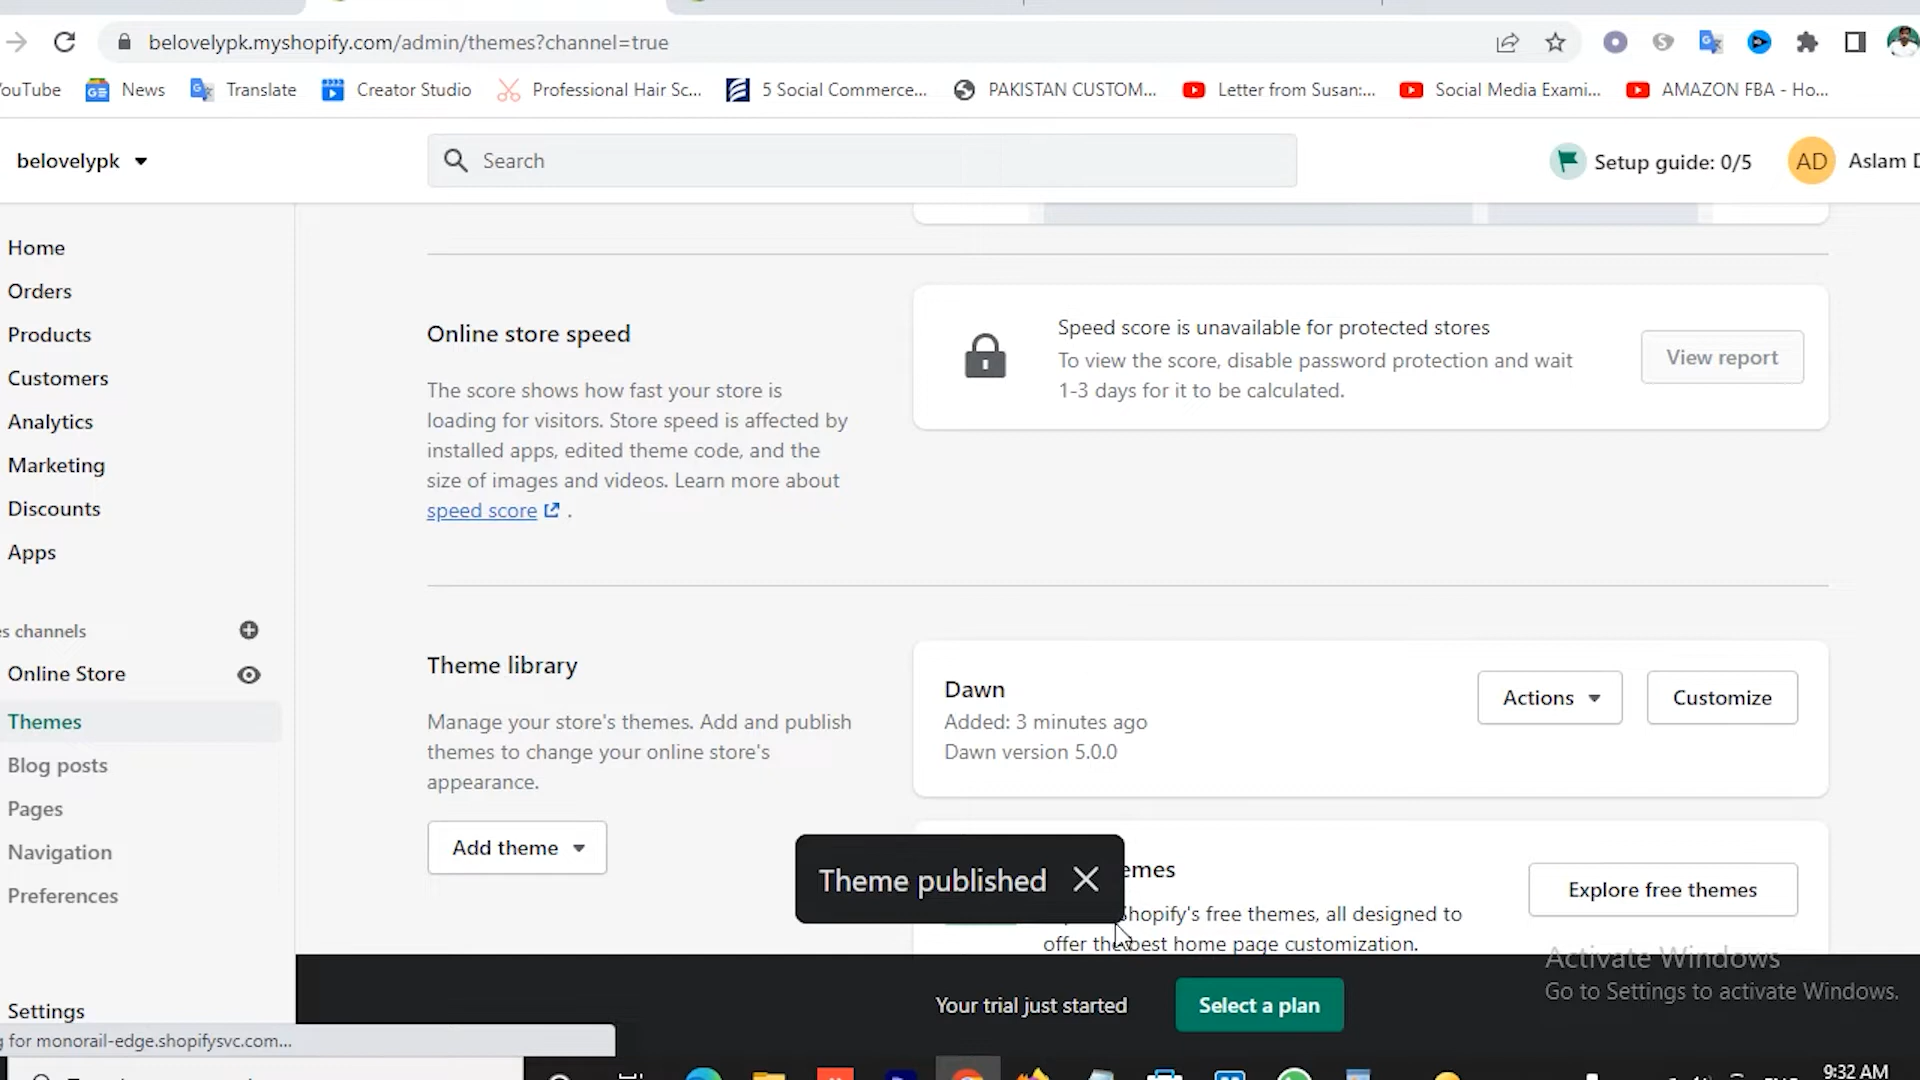 belovelypk.myshopify.com/admin/themes?channel=true
ouTube
News
Translate
Creator Studio
Professional Hair Sc...
5 Social Commerce...
PAKISTAN CUSTOM...
Letter from Susan:...
Social Media Exami...
AMAZON FBA - Ho...
belovelypk
Search
Setup guide: 0/5
AD
Aslam D
Home
Orders
Products
Customers
Analytics
Marketing
Discounts
Apps
es channels
Online Store
Themes
Blog posts
Pages
Navigation
Preferences
Settings
g for monorail-edge.shopifysvc.com...
Online store speed
The score shows how fast your store is
loading for visitors. Store speed is affected by
installed apps, edited theme code, and the
size of images and videos. Learn more about
speed score .
Speed score is unavailable for protected stores
To view the score, disable password protection and wait
1-3 days for it to be calculated.
View report
Theme library
Manage your store's themes. Add and publish
themes to change your online store's
appearance.
Add theme
Dawn
Added: 3 minutes ago
Dawn version 5.0.0
Actions
Customize
Theme published
emes
Shopify's free themes, all designed to
offer the best home page customization.
Explore free themes
Activate Windows
Go to Settings to activate Windows.
Your trial just started
Select a plan
9:32 AM